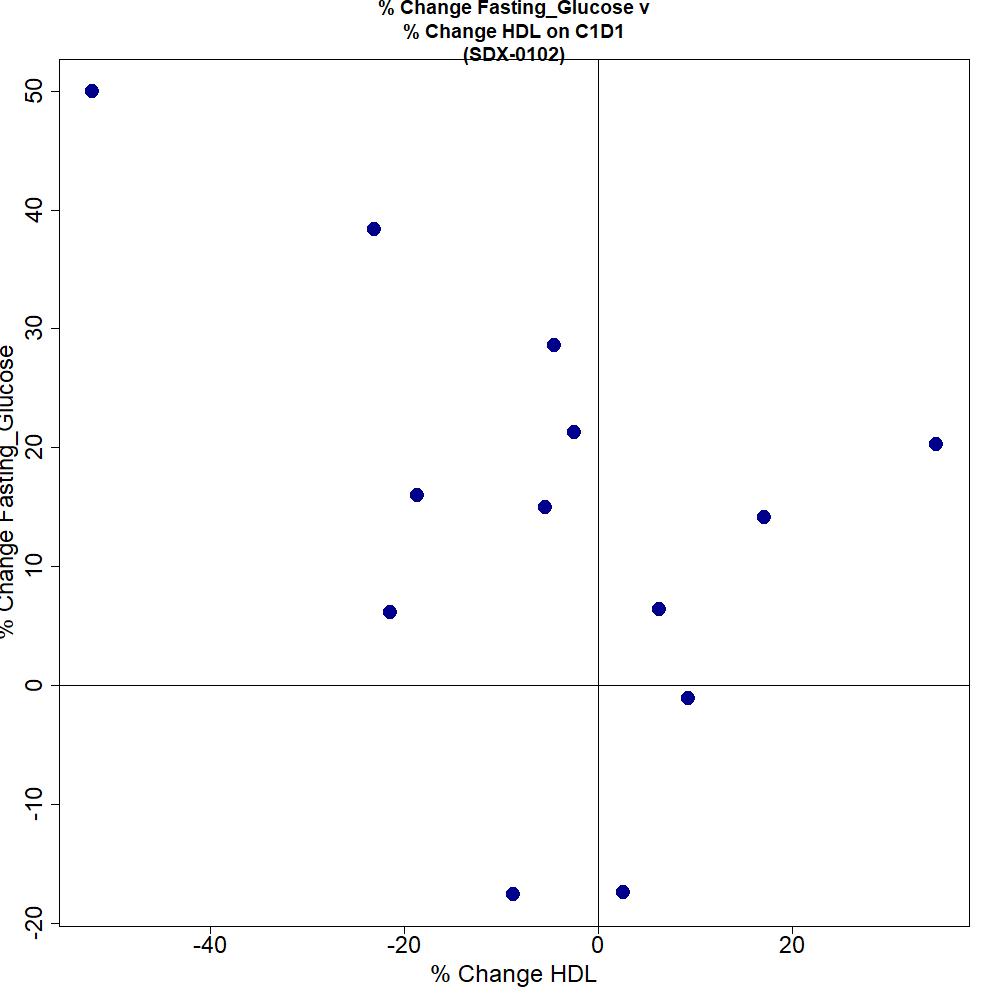 % Change Fasting_Glucose v
% Change HDL on C1D1
(SDX-0102)
% Change Fasting_Glucose
50
40
30
20
10
0
-10
-20
-40
-20
0
20
% Change HDL